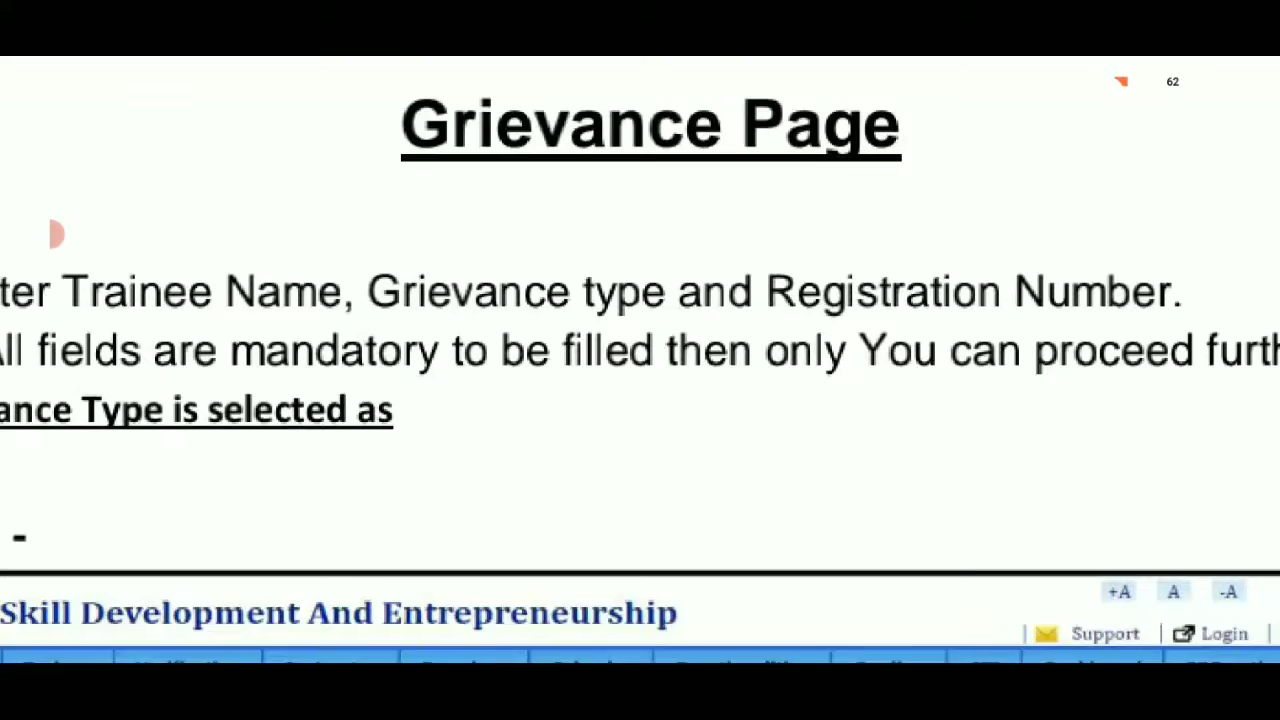 62
Grievance Page
ter Trainee Name, Grievance type and Registration Number.
ll fields are mandatory to be filled then only You can proceed furth
ance Type is selected as
-
+A A -A
Skill Development And Entrepreneurship
| Support | Login |